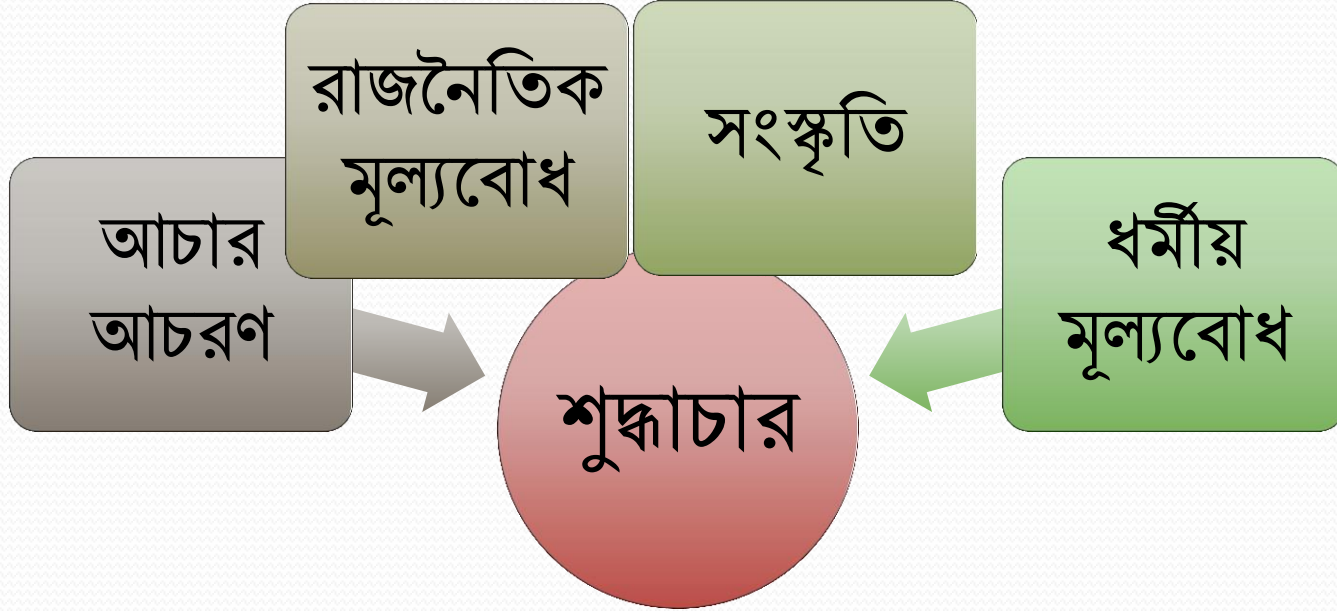 আচার
আচরণ
রাজনৈতিক
মূল্যবোধ
সংস্কৃতি
ধর্মীয়
মূল্যবোধ
শুদ্ধাচার